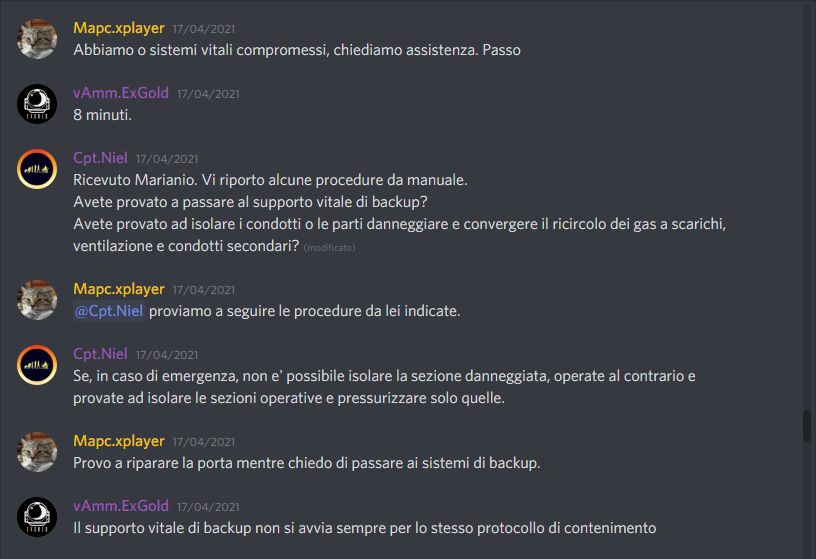 Mapc.xplayer 17/04/2021
Abbiamo o sistemi vitali compromessi, chiediamo assistenza. Passo
vAmm.ExGold 17/04/2021
8 minuti.
Cpt.Niel 17/04/2021
Ricevuto Marianio. Vi riporto alcune procedure da manuale.
Avete provato a passare al supporto vitale di backup?
Avete provato ad isolare i condotti o le parti danneggiare e convergere il ricircolo dei gas a scarichi,
ventilazione e condotti secondari? (modificato)
Mapc.xplayer 17/04/2021
@Cpt.Niel proviamo a seguire le procedure da lei indicate.
Cpt.Niel 17/04/2021
Se, in caso di emergenza, non e' possibile isolare la sezione danneggiata, operate al contrario e
provate ad isolare le sezioni operative e pressurizzare solo quelle.
Mapc.xplayer 17/04/2021
Provo a riparare la porta mentre chiedo di passare ai sistemi di backup.
vAmm.ExGold 17/04/2021
Il supporto vitale di backup non si avvia sempre per lo stesso protocollo di contenimento